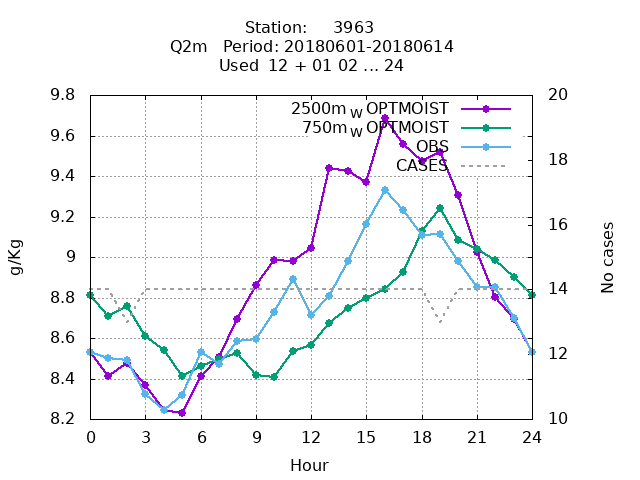 Station: 3963
Q2m Period: 20180601-20180614
Used 12 + 01 02 ... 24
9.8
9.6
9.4
9.2
9
8.8
8.6
8.4
8.2
20
18
16
14
12
10
2500m W OPTMOIST
750m W OPTMOIST
OBS
CASES
g/Kg
No cases
0 3 6 9 12 15 18 21 24
Hour